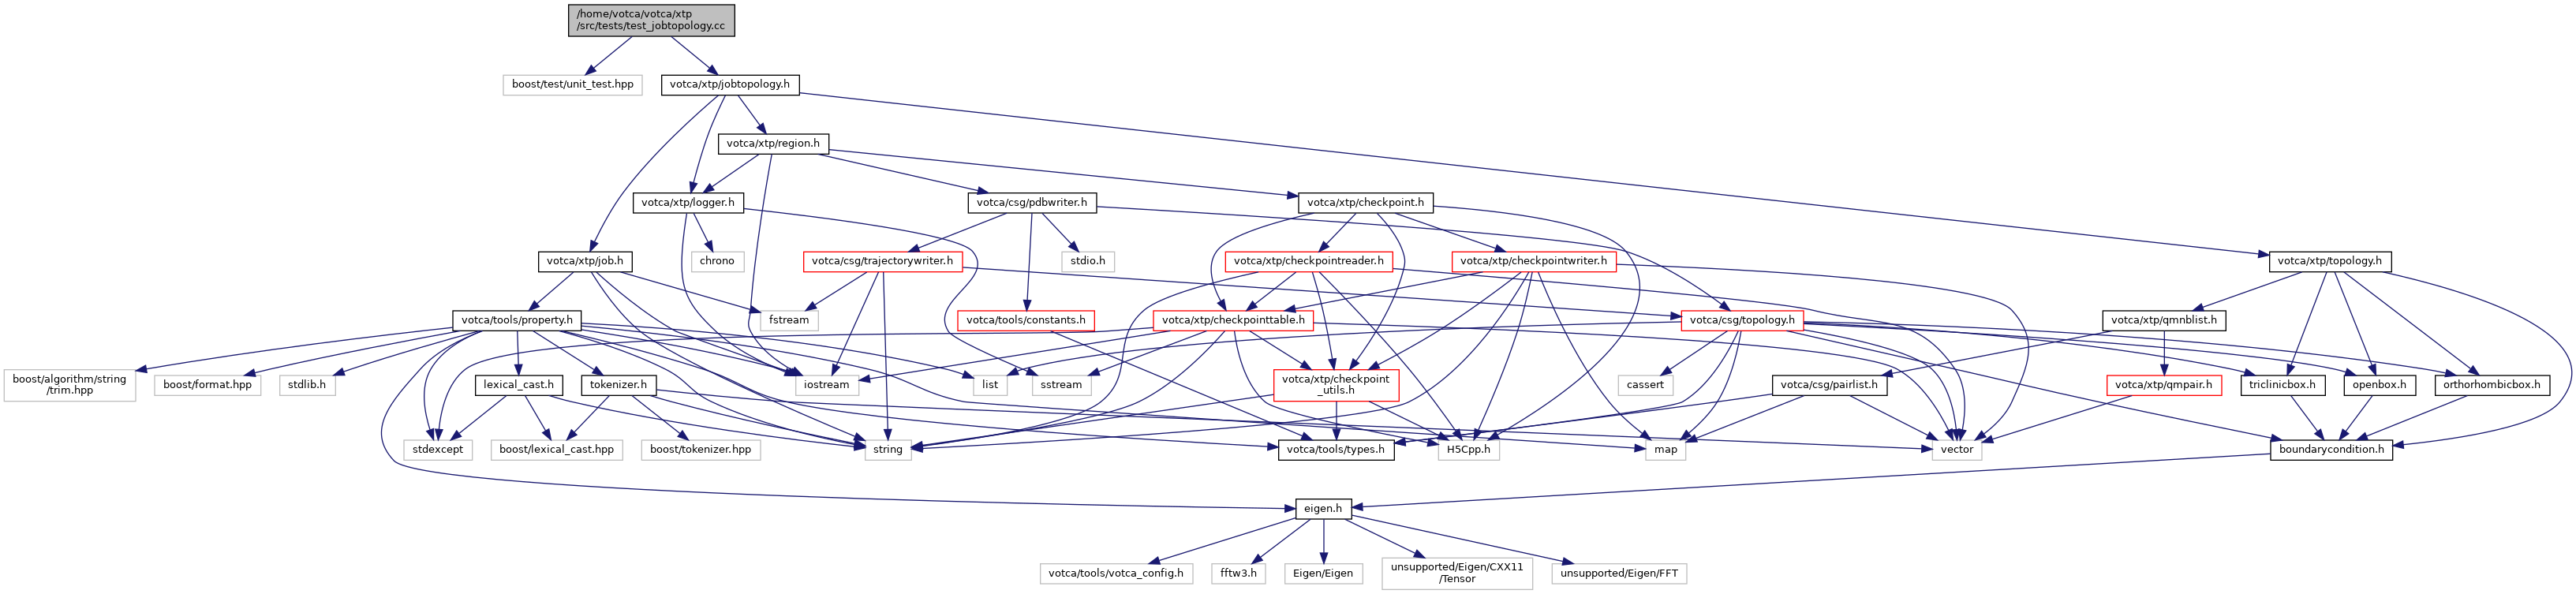 /home/votca/votca/xtp
/src/tests/test_jobtopology.cc
boost/test/unit_test.hpp
votca/xtp/jobtopology.h
votca/xtp/region.h
votca/xtp/logger.h
votca/csg/pdbwriter.h
votca/xtp/checkpoint.h
votca/xtp/job.h
chrono
votca/csg/trajectorywriter.h
stdio.h
votca/xtp/checkpointreader.h
votca/xtp/checkpointwriter.h
votca/xtp/topology.h
votca/tools/property.h
fstream
votca/tools/constants.h
votca/xtp/checkpointtable.h
votca/csg/topology.h
votca/xtp/qmnblist.h
boost/algorithm/string
/trim.hpp
boost/format.hpp
stdlib.h
lexical_cast.h
tokenizer.h
iostream
list
sstream
votca/xtp/checkpoint
_utils.h
cassert
votca/csg/pairlist.h
votca/xtp/qmpair.h
triclinicbox.h
openbox.h
orthorhombicbox.h
stdexcept
boost/lexical_cast.hpp
boost/tokenizer.hpp
string
votca/tools/types.h
H5Cpp.h
map
vector
boundarycondition.h
eigen.h
votca/tools/votca_config.h
fftw3.h
Eigen/Eigen
unsupported/Eigen/CXX11
/Tensor
unsupported/Eigen/FFT